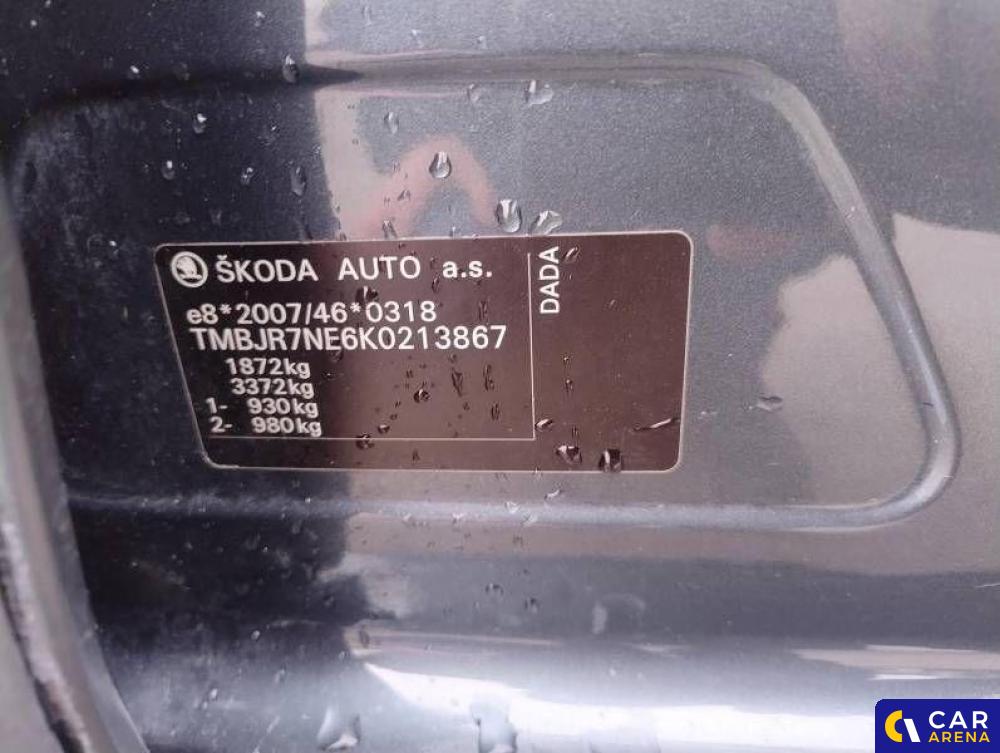 ŠKODA AUTO a.s.
e8*2007/46*0318
TMBJR7NE6K0213867
1872kg
3372kg
1- 930kg
2- 980kg
DADA
CAR
ARENA